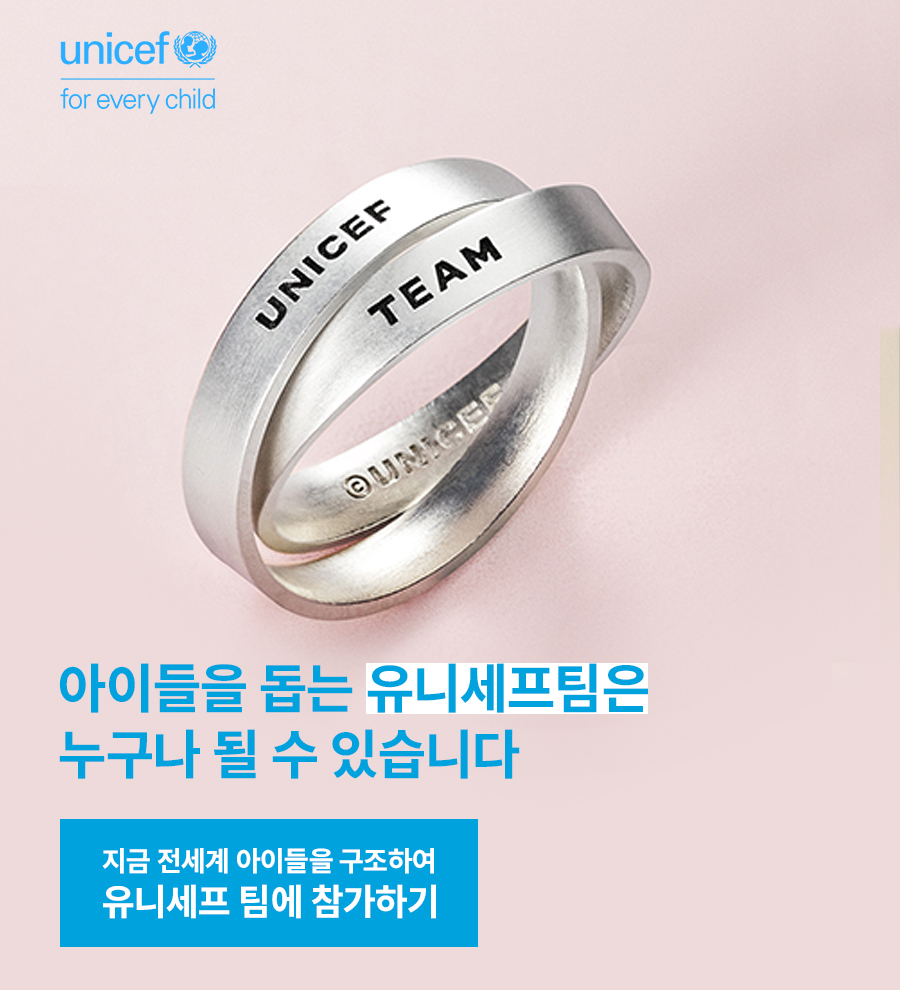 unicef
for every child
UNICEF
TEAM
©UNICEF
아이들을 돕는 유니세프팀은
누구나 될 수 있습니다
지금 전세계 아이들을 구조하여
유니세프 팀에 참가하기